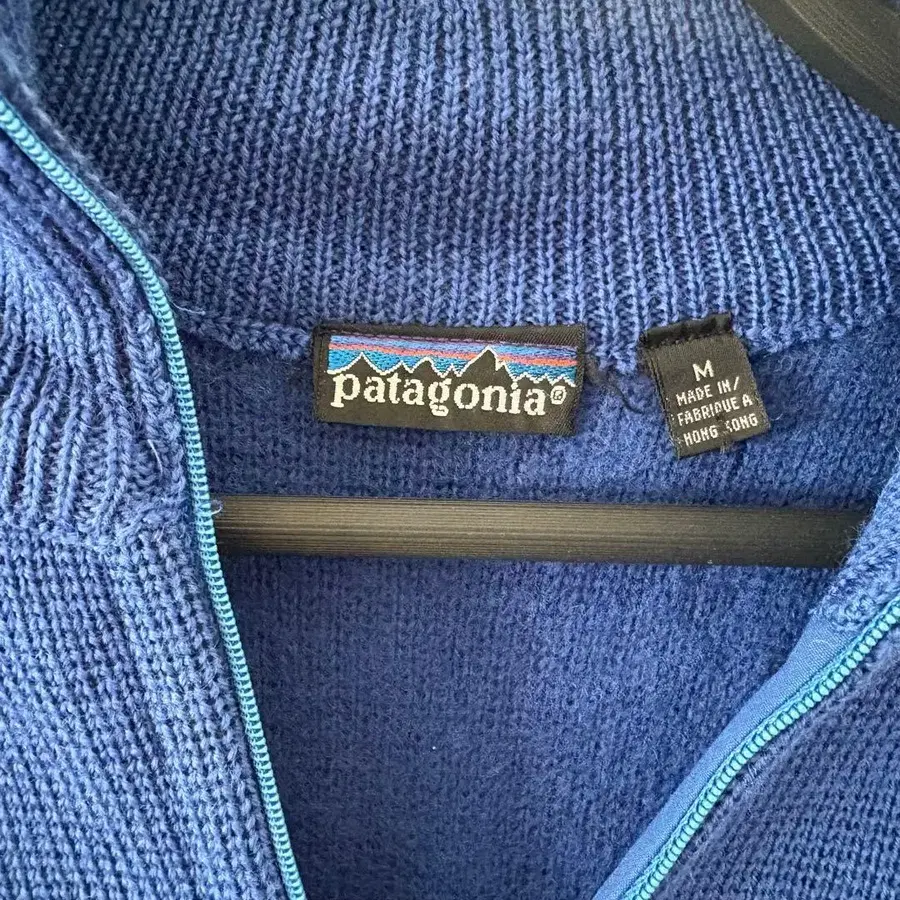 patagonia®
M
MADE IN/
FABRIQUE A
HONG KONG